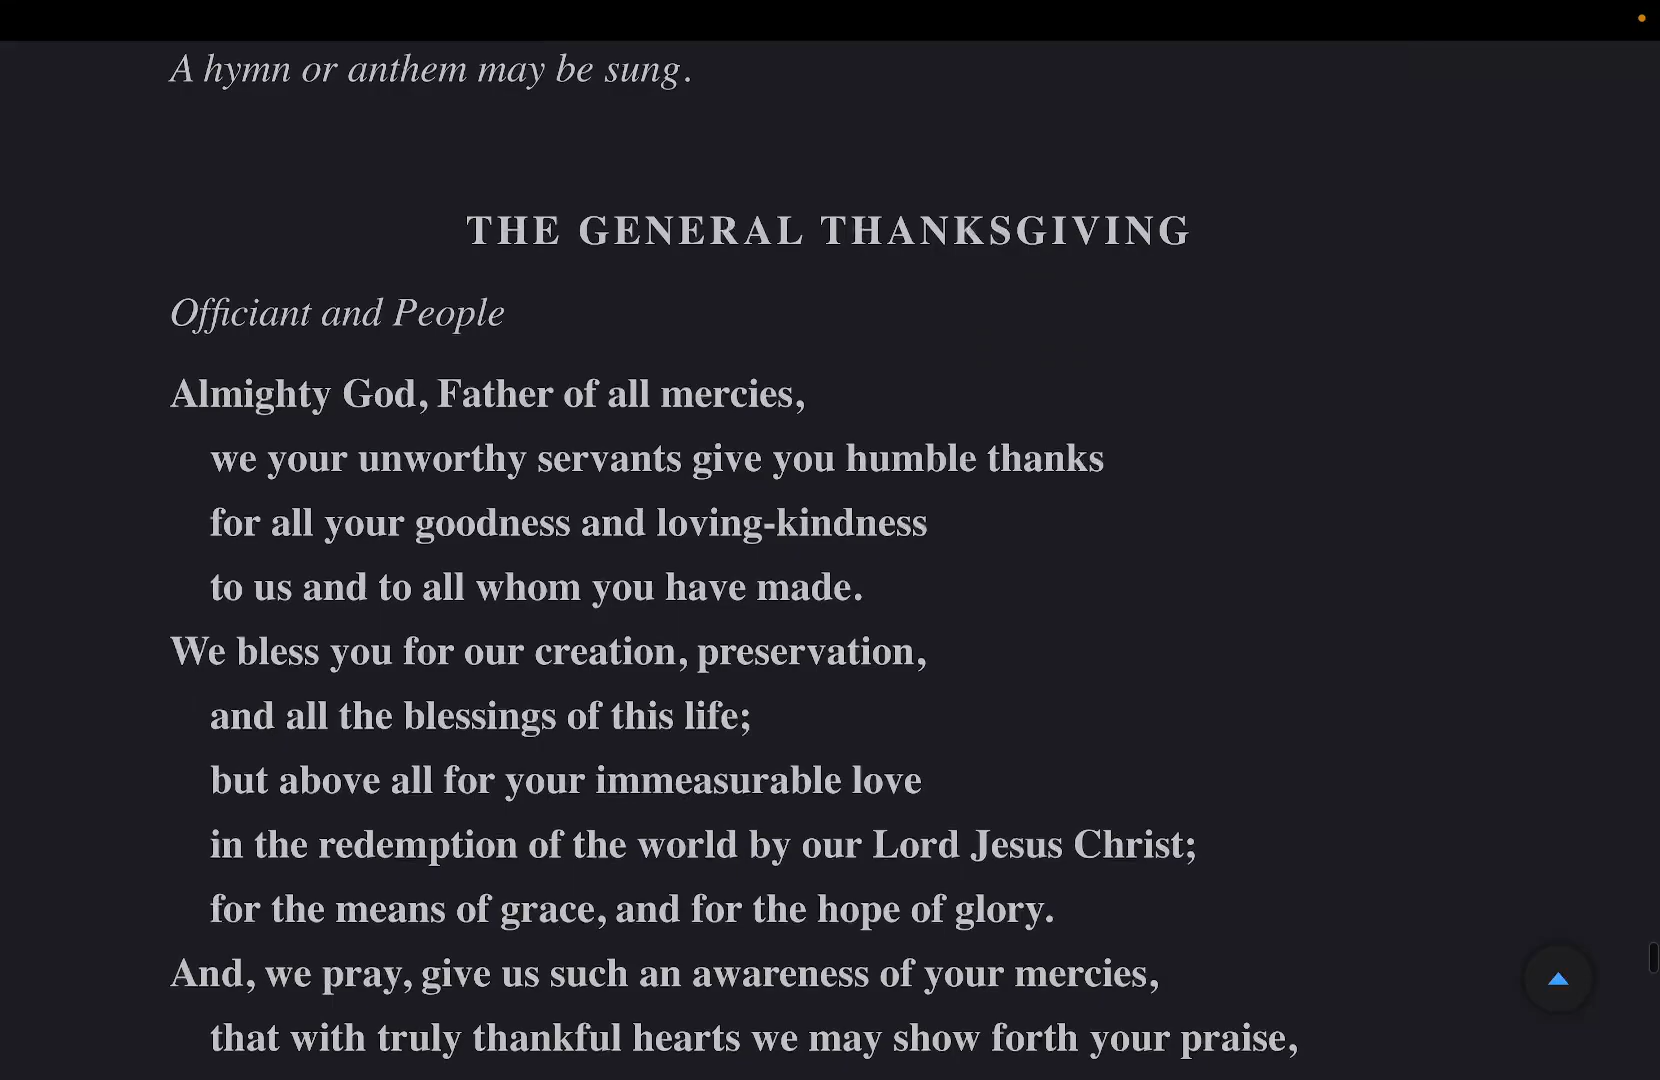 A hymn or anthem may be sung.
THE GENERAL THANKSGIVING
Officiant and People
Almighty God, Father of all mercies,
we your unworthy servants give you humble thanks
for all your goodness and loving-kindness
to us and to all whom you have made.
We bless you for our creation, preservation,
and all the blessings of this life;
but above all for your immeasurable love
in the redemption of the world by our Lord Jesus Christ;
for the means of grace, and for the hope of glory.
And, we pray, give us such an awareness of your mercies,
that with truly thankful hearts we may show forth your praise,